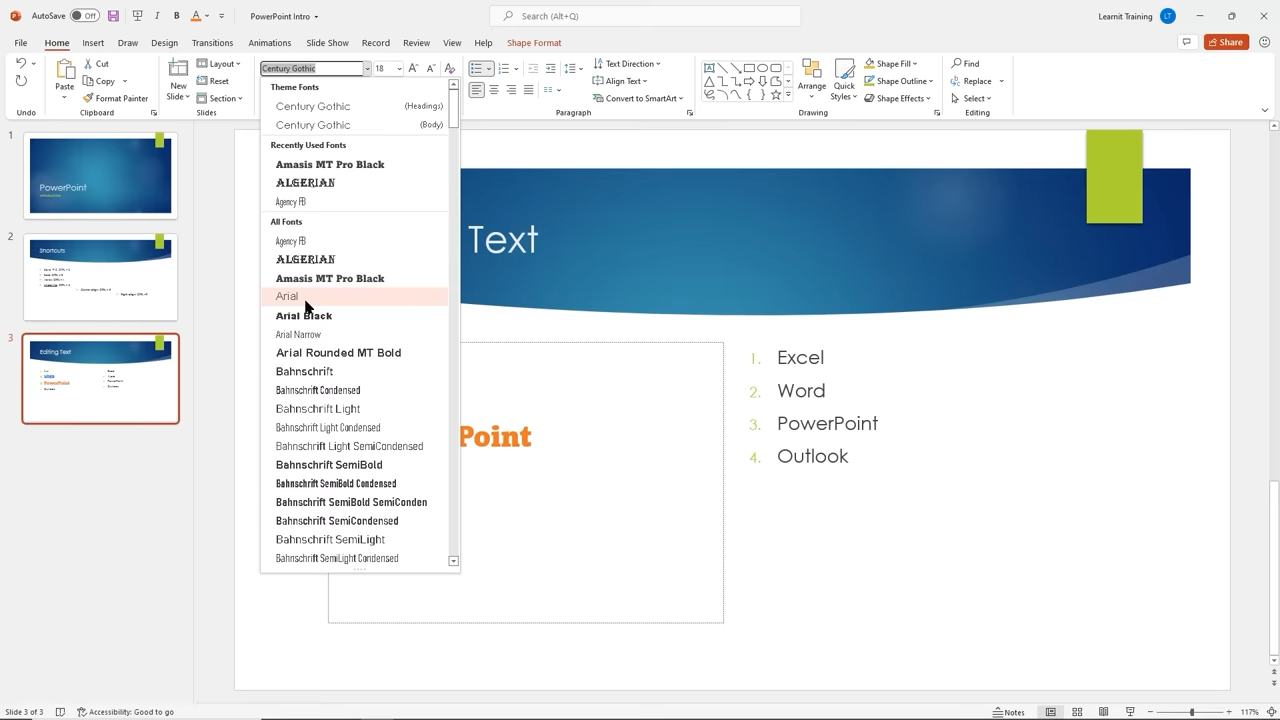 AutoSave Off
PowerPoint Intro
Search (Alt+Q)
Learnit Training LT
File Home Insert Draw Design Transitions Animations Slide Show Record Review View Help Shape Format
Share
Undo
Paste
Cut
Copy
Format Painter
Clipboard
New Slide
Layout
Reset
Section
Slides
Century Gothic 18
Paragraph
Text Direction
Align Text
Convert to SmartArt
Arrange
Quick Styles
Shape Fill
Shape Outline
Shape Effects
Drawing
Find
Replace
Select
Editing
Theme Fonts
Century Gothic (Headings)
Century Gothic (Body)
Recently Used Fonts
Amasis MT Pro Black
ALGERIAN
Agency FB
All Fonts
Agency FB
ALGERIAN
Amasis MT Pro Black
Arial
Arial Black
Arial Narrow
Arial Rounded MT Bold
Bahnschrift
Bahnschrift Condensed
Bahnschrift Light
Bahnschrift Light Condensed
Bahnschrift Light SemiCondensed
Bahnschrift SemiBold
Bahnschrift SemiBold Condensed
Bahnschrift SemiBold SemiConden
Bahnschrift SemiCondensed
Bahnschrift SemiLight
Bahnschrift SemiLight Condensed
1
PowerPoint
2
Shortcuts
3
Editing Text
PowerPoint
Text
Point
1. Excel
2. Word
3. PowerPoint
4. Outlook
Slide 3 of 3
Accessibility: Good to go
Notes
117%